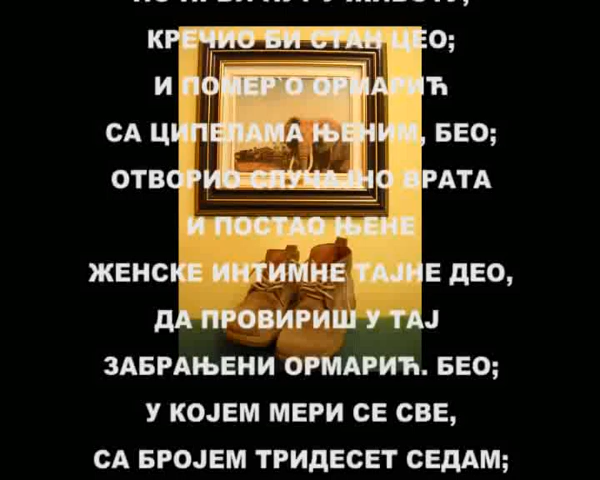 КРЕЧИО БИ СТАН ЦЕО;
И ПОМЕР`О ОРМАРИЋ
СА ЦИПЕЛАМА ЊЕНИМ, БЕО;
ОТВОРИО СЛУЧАЈНО ВРАТА
И ПОСТАО ЊЕНЕ
ЖЕНСКЕ ИНТИМНЕ ТАЈНЕ ДЕО,
ДА ПРОВИРИШ У ТАЈ
ЗАБРАЊЕНИ ОРМАРИЋ. БЕО;
У КОЈЕМ МЕРИ СЕ СВЕ,
СА БРОЈЕМ ТРИДЕСЕТ СЕДАМ;